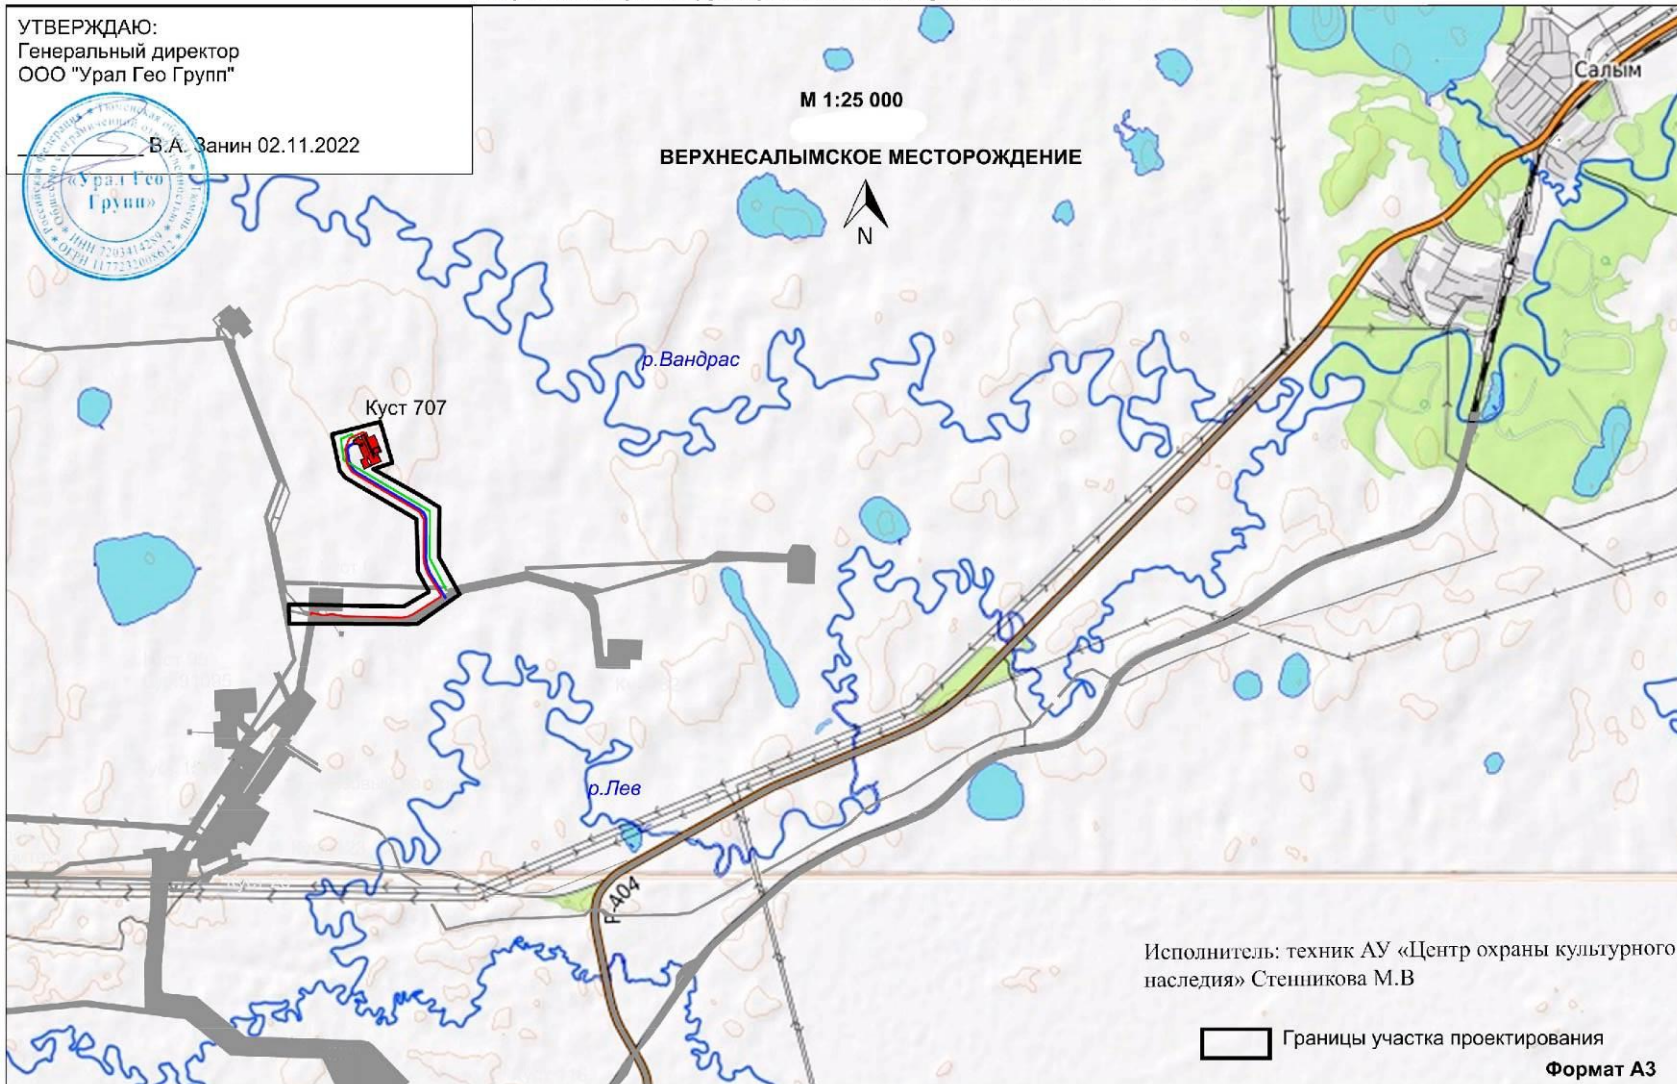 УТВЕРЖДАЮ:
Генеральный директор
ООО "Урал Гео Групп"
В.А. Занин 02.11.2022
«Урал Гео
Групп»
М 1:25 000
ВЕРХНЕСАЛЫМСКОЕ МЕСТОРОЖДЕНИЕ
N
Салым
р.Вандрас
Куст 707
р.Лев
Р-404
Исполнитель: техник АУ «Центр охраны культурного
наследия» Стенникова М.В
Границы участка проектирования
Формат А3